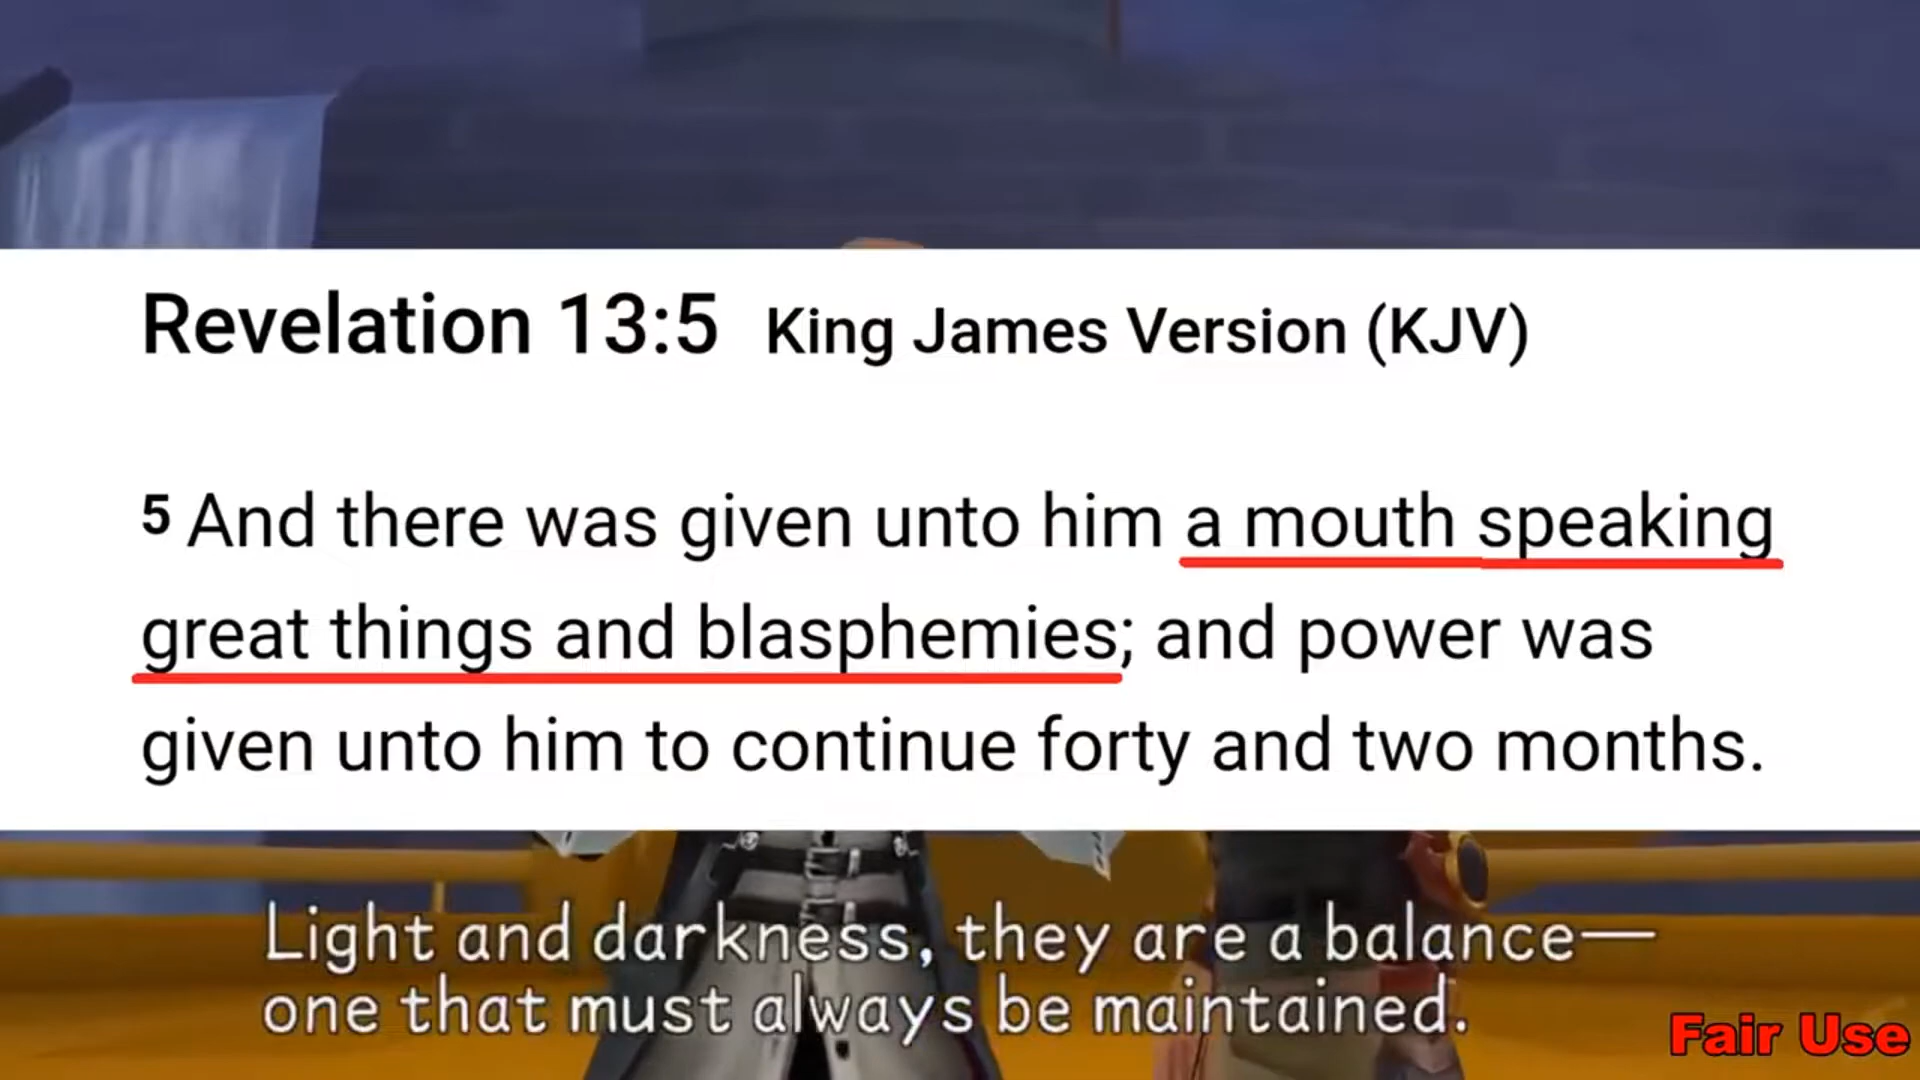 Revelation 13:5 King James Version (KJV)
5 And there was given unto him a mouth speaking
great things and blasphemies; and power was
given unto him to continue forty and two months.
Light and darkness, they are a balance—
one that must always be maintained.
Fair Use